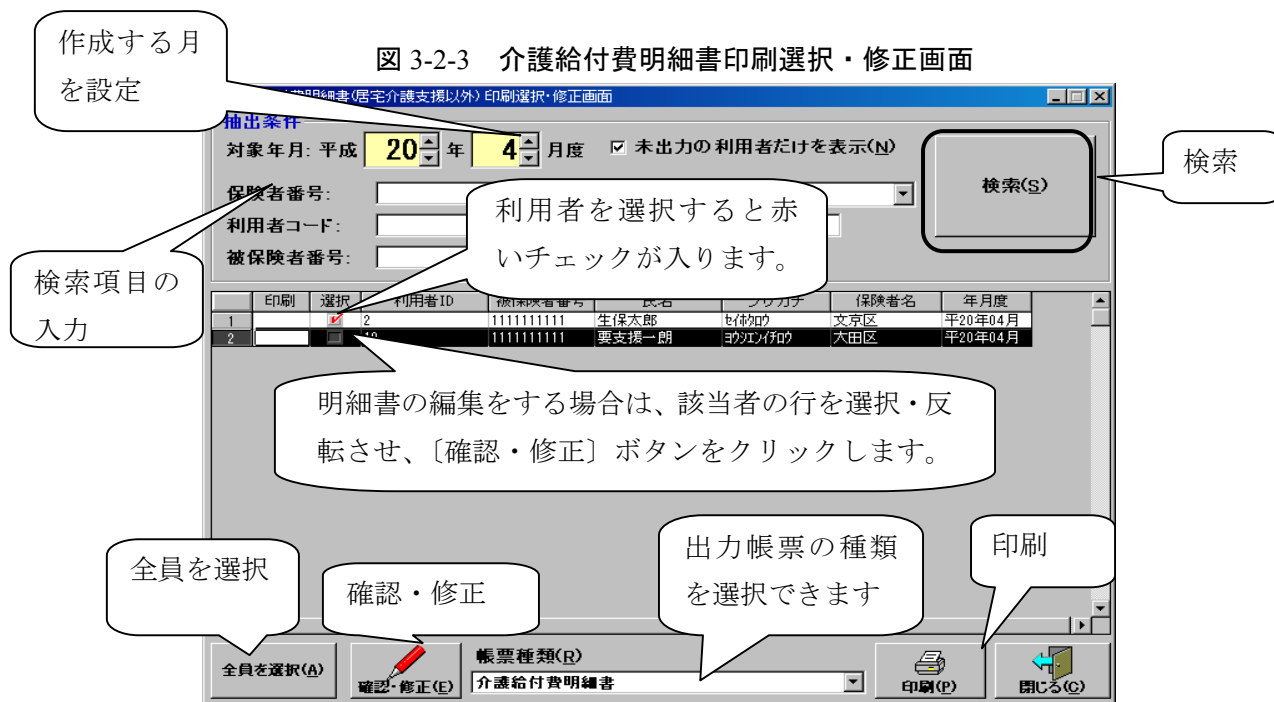 図 3-2-3　介護給付費明細書印刷選択・修正画面
作成する月
を設定
明細書(居宅介護支援以外) 印刷選択・修正画面
抽出条件
対象年月: 平成 20 年 4 月度 未出力の利用者だけを表示(N)
検索(S)
検索
保険者番号:
利用者コード:
被保険者番号:
利用者を選択すると赤
いチェックが入ります。
検索項目の
入力
印刷 選択 利用者ID 被保険者番号 氏名 フリガナ 保険者名 年月度
1 2 1111111111 生保太郎 セイホタロウ 文京区 平20年04月
2 1111111111 要支援一朗 ヨウシエンイチロウ 大田区 平20年04月
明細書の編集をする場合は、該当者の行を選択・反
転させ、〔確認・修正〕ボタンをクリックします。
全員を選択
確認・修正
出力帳票の種類
を選択できます
印刷
全員を選択(A)
確認・修正(E)
帳票種類(R)
介護給付費明細書
印刷(P)
閉じる(C)